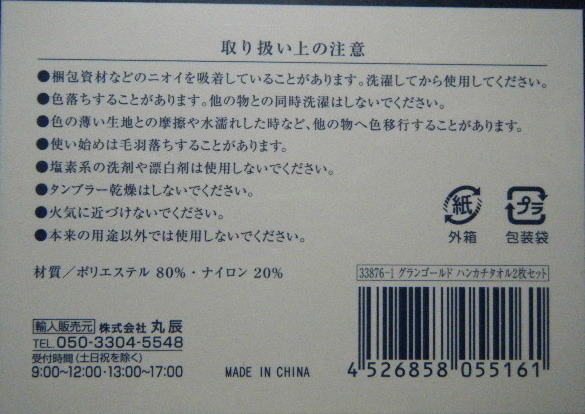 取り扱い上の注意
●梱包資材などのニオイを吸着していることがあります。洗濯してから使用してください。
●色落ちすることがあります。他の物との同時洗濯はしないでください。
●色の薄い生地との摩擦や水濡れした時など、他の物へ色移行することがあります。
●使い始めは毛羽落ちすることがあります。
●塩素系の洗剤や漂白剤は使用しないでください。
●タンブラー乾燥はしないでください。
●火気に近づけないでください。
●本来の用途以外では使用しないでください。
紙 プラ
外箱 包装袋
材質／ポリエステル 80%・ナイロン 20%
33876-1 グランゴールド ハンカチタオル2枚セット
輸入販売元 株式会社 丸辰
TEL.050-3304-5548
受付時間(土日祝を除く)
9:00~12:00・13:00~17:00
MADE IN CHINA
4 526858 055161